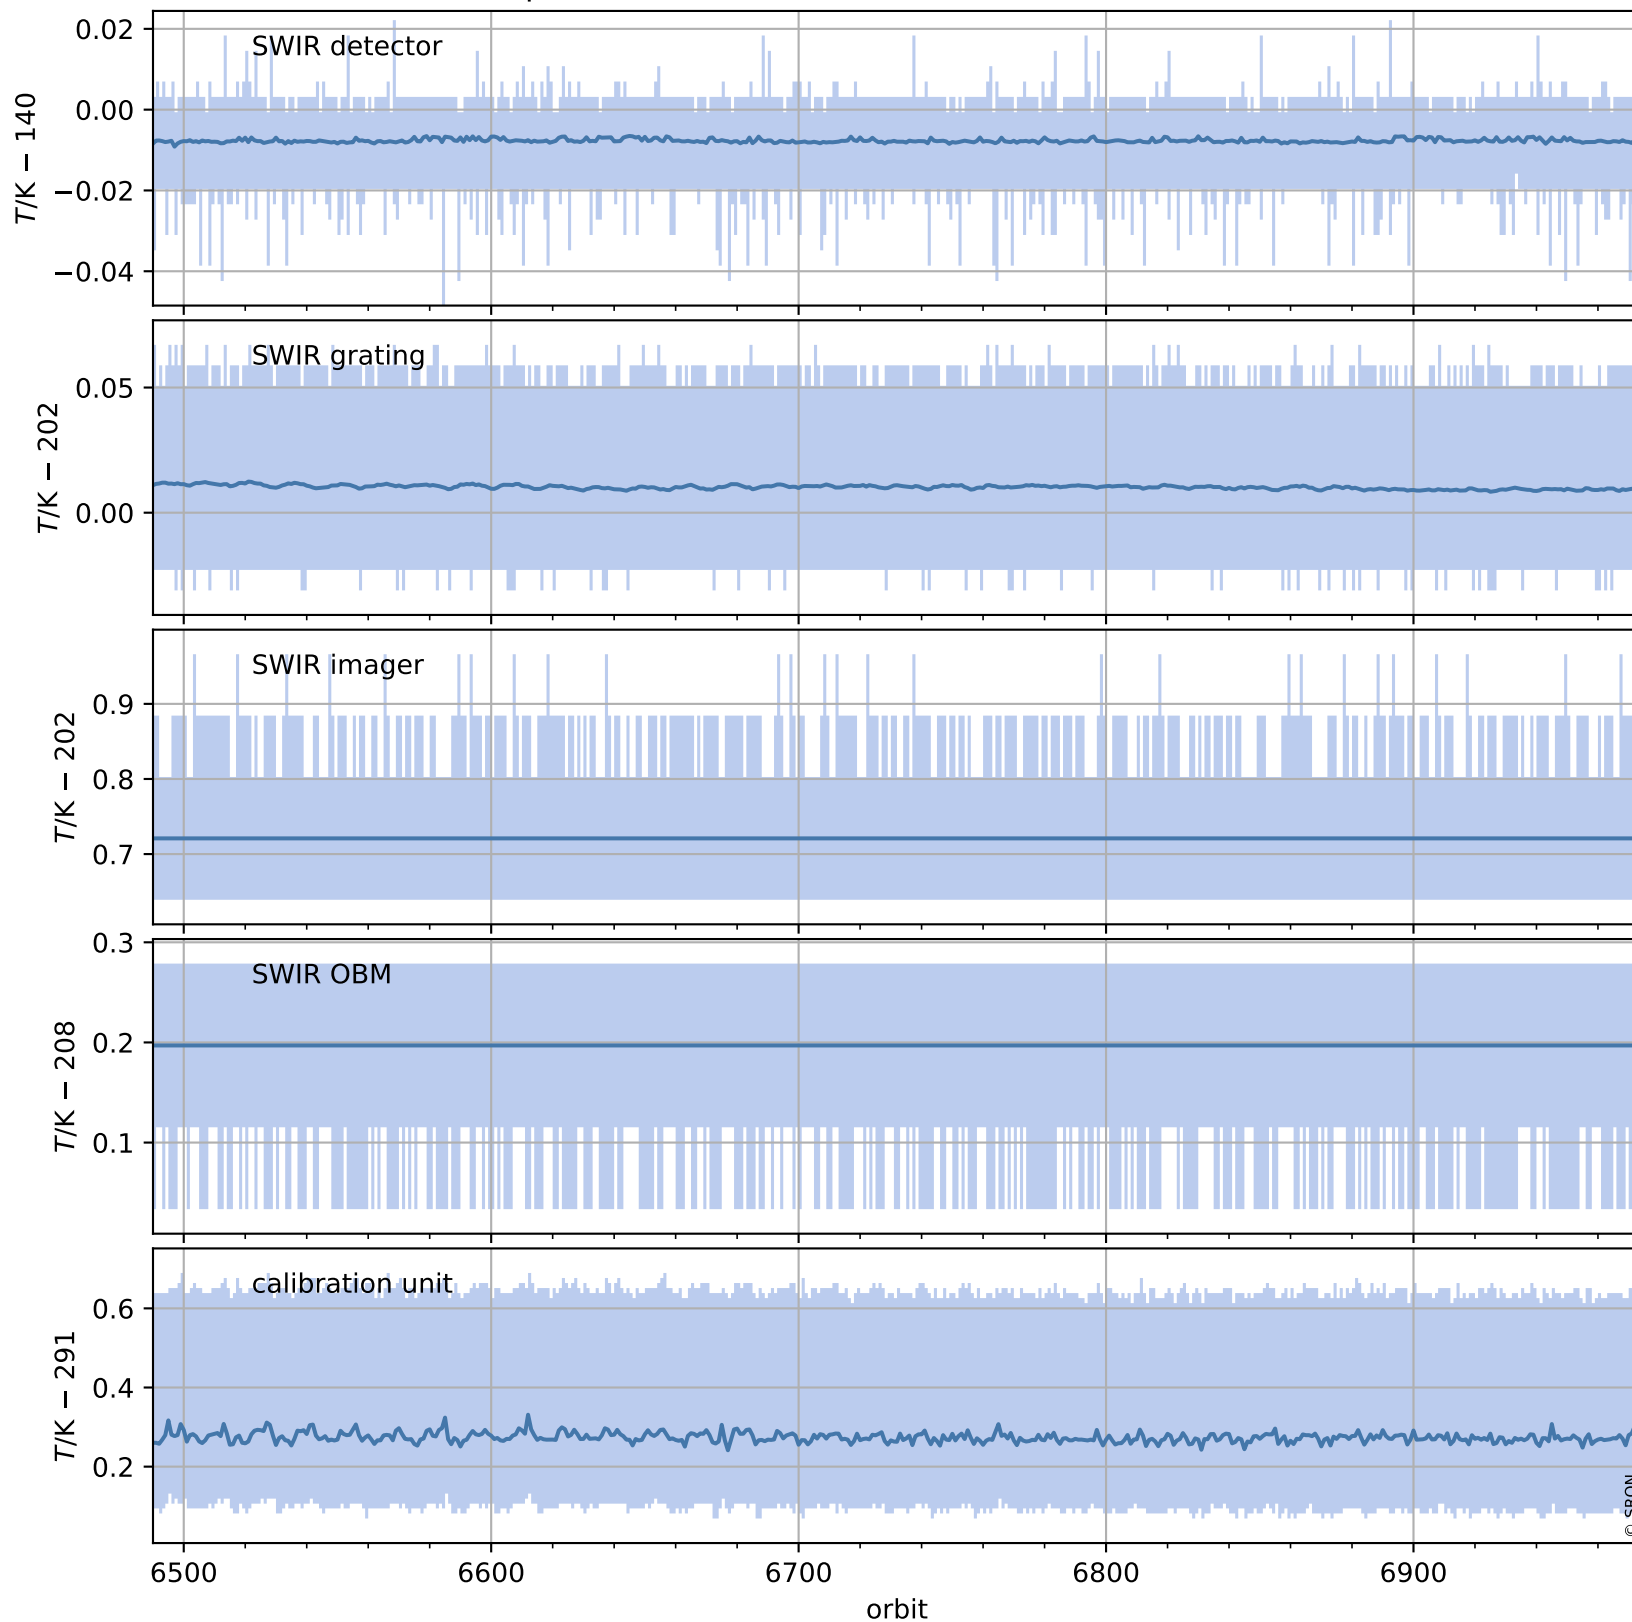 0.02
0.00
−0.02
−0.04
T/K − 140
SWIR detector
0.05
0.00
T/K − 202
SWIR grating
0.9
0.8
0.7
T/K − 202
SWIR imager
0.3
0.2
0.1
T/K − 208
SWIR OBM
0.6
0.4
0.2
T/K − 291
calibration unit
© SRON
6500 6600 6700 6800 6900
orbit